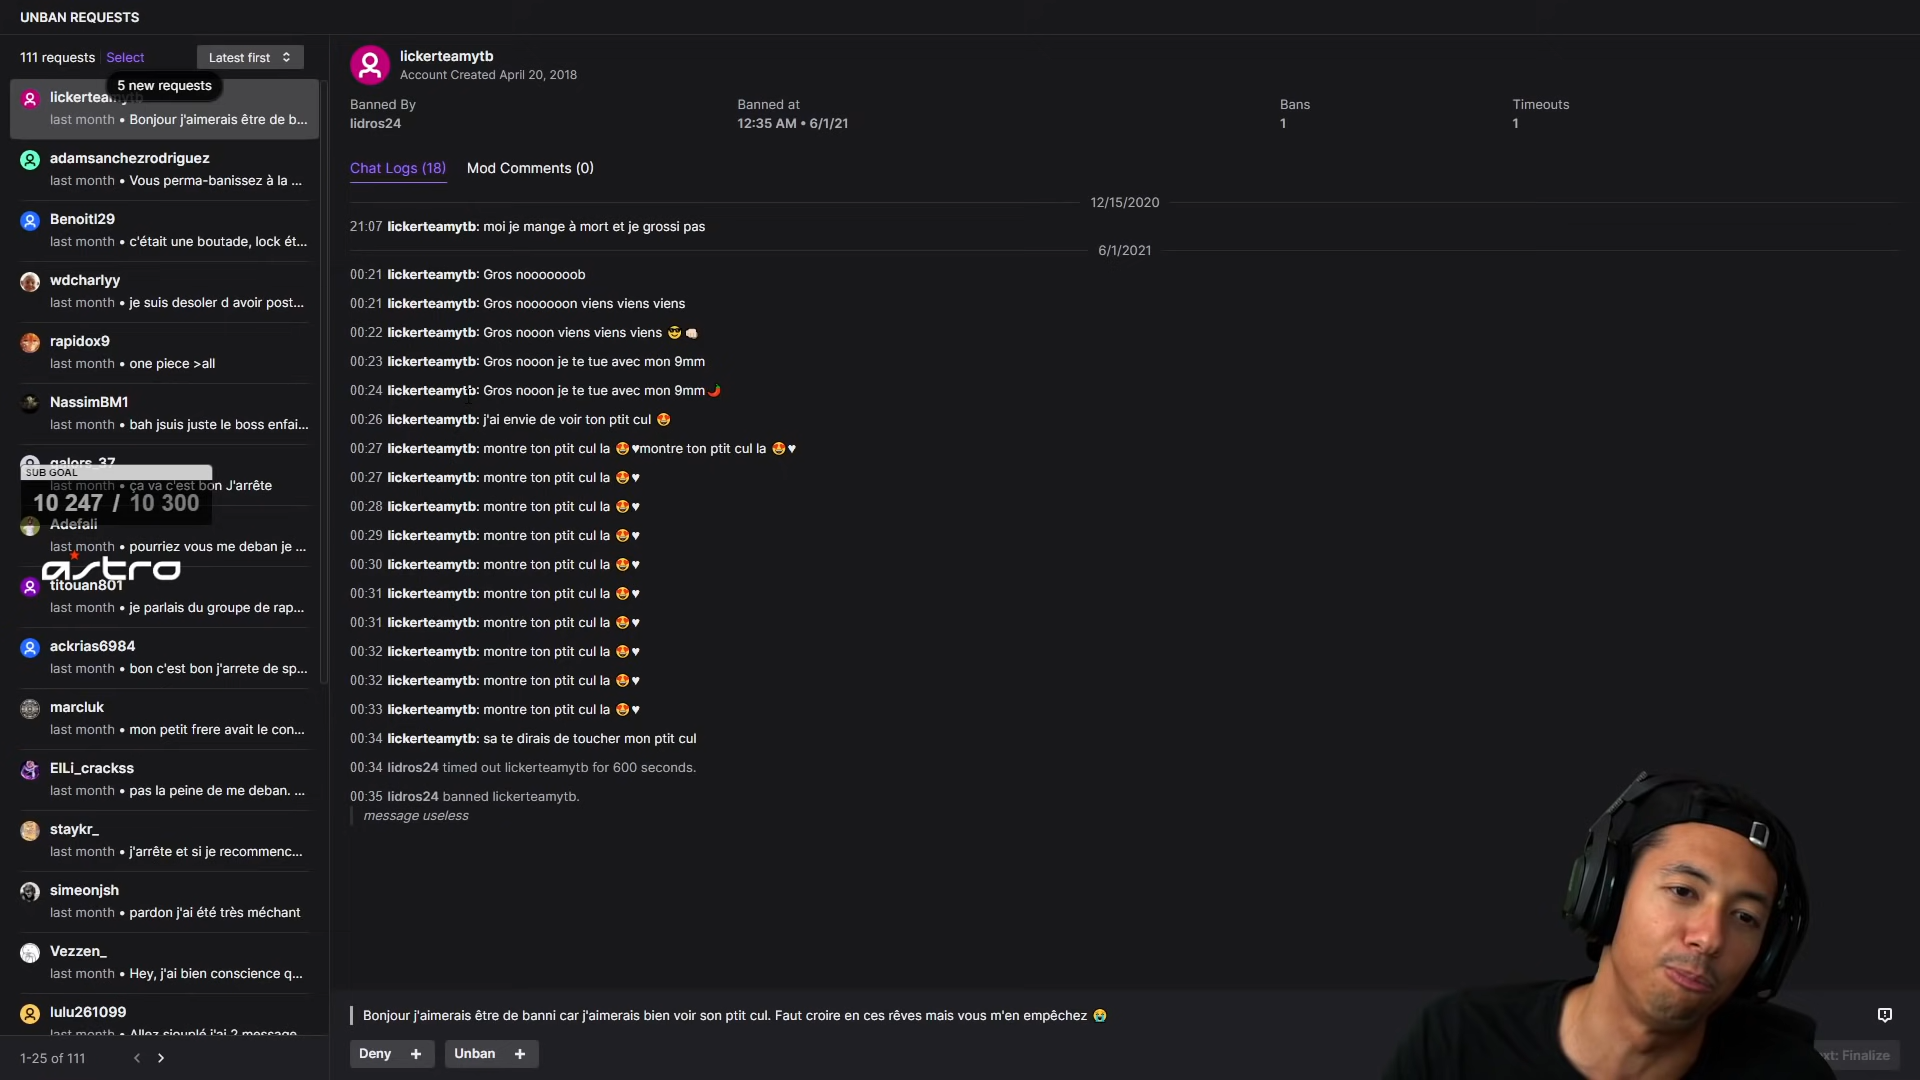 UNBAN REQUESTS
111 requests Select Latest first
5 new requests
last month • Bonjour j'aimerais être de b...
adamsanchezrodriguez
last month • Vous perma-banissez à la ...
Benoitl29
last month • c'était une boutade, lock ét...
wdcharlyy
last month • je suis desoler d avoir post...
rapidox9
last month • one piece >all
NassimBM1
last month • bah jsuis juste le boss enfai...
galors_37
SUB GOAL
last month • ça va c'est bon J'arrête
10 247 / 10 300
Adefali
last month • pourriez vous me deban je ...
astro
titouan801
last month • je parlais du groupe de rap...
ackrias6984
last month • bon c'est bon j'arrete de sp...
marcluk
last month • mon petit frere avait le con...
last month • pas la peine de me deban. ...
staykr_
last month • j'arrête et si je recommenc...
simeonjsh
last month • pardon j'ai été très méchant
Vezzen_
last month • Hey, j'ai bien conscience q...
lulu261099
1-25 of 111
lickerteamytb
Account Created April 20, 2018
Banned By Banned at Bans Timeouts
lidros24 12:35 AM • 6/1/21 1 1
Chat Logs (18) Mod Comments (0)
12/15/2020
21:07 lickerteamytb: moi je mange à mort et je grossi pas
6/1/2021
00:21 lickerteamytb: Gros nooooooob
00:21 lickerteamytb: Gros nooooooon viens viens viens
00:22 lickerteamytb: Gros nooon viens viens viens 😎👊🏻
00:23 lickerteamytb: Gros nooon je te tue avec mon 9mm
00:24 lickerteamytb: Gros nooon je te tue avec mon 9mm🌶️
00:26 lickerteamytb: j'ai envie de voir ton ptit cul 😍
00:27 lickerteamytb: montre ton ptit cul la 😍♥montre ton ptit cul la 😍♥
00:27 lickerteamytb: montre ton ptit cul la 😍♥
00:28 lickerteamytb: montre ton ptit cul la 😍♥
00:29 lickerteamytb: montre ton ptit cul la 😍♥
00:30 lickerteamytb: montre ton ptit cul la 😍♥
00:31 lickerteamytb: montre ton ptit cul la 😍♥
00:31 lickerteamytb: montre ton ptit cul la 😍♥
00:32 lickerteamytb: montre ton ptit cul la 😍♥
00:32 lickerteamytb: montre ton ptit cul la 😍♥
00:33 lickerteamytb: montre ton ptit cul la 😍♥
00:34 lickerteamytb: sa te dirais de toucher mon ptit cul
00:34 lidros24 timed out lickerteamytb for 600 seconds.
00:35 lidros24 banned lickerteamytb.
message useless
Bonjour j'aimerais être de banni car j'aimerais bien voir son ptit cul. Faut croire en ces rêves mais vous m'en empêchez 😭
Deny + Unban +
Finalize